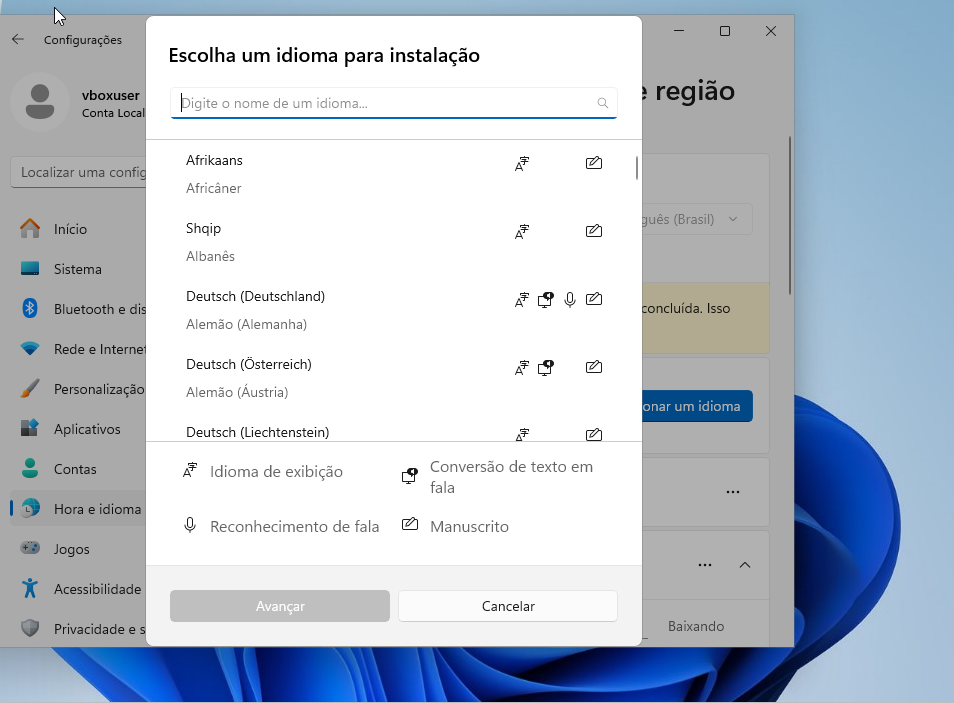 Configurações
vboxuser
Conta Local
Localizar uma config
Início
Sistema
Bluetooth e dis
Rede e Internet
Personalização
Aplicativos
Contas
Hora e idioma
Jogos
Acessibilidade
Privacidade e s
Escolha um idioma para instalação
Digite o nome de um idioma...
Afrikaans
Africâner
Shqip
Albanês
Deutsch (Deutschland)
Alemão (Alemanha)
Deutsch (Österreich)
Alemão (Áustria)
Deutsch (Liechtenstein)
Idioma de exibição
Conversão de texto em
fala
Reconhecimento de fala
Manuscrito
Avançar
Cancelar
e região
guês (Brasil)
concluída. Isso
onar um idioma
Baixando